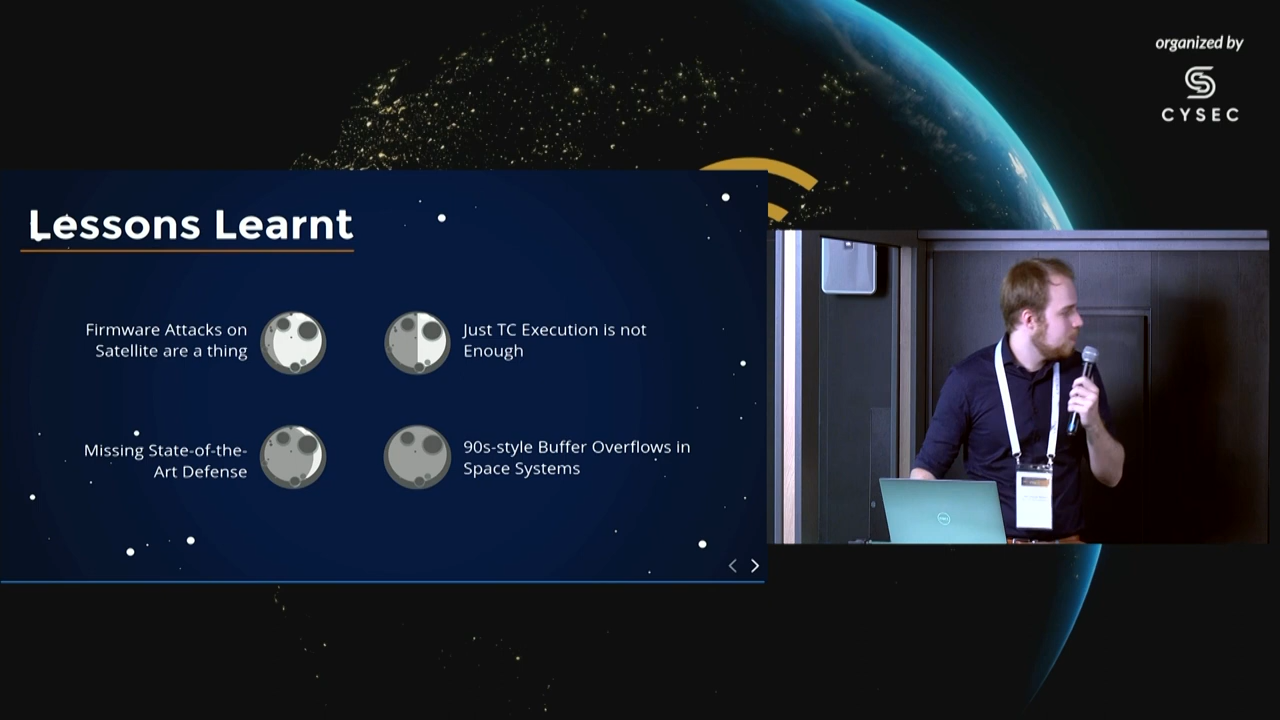 organized by
CYSEC
Lessons Learnt
Firmware Attacks on
Satellite are a thing
Just TC Execution is not
Enough
Missing State-of-the-
Art Defense
90s-style Buffer Overflows in
Space Systems
DELL